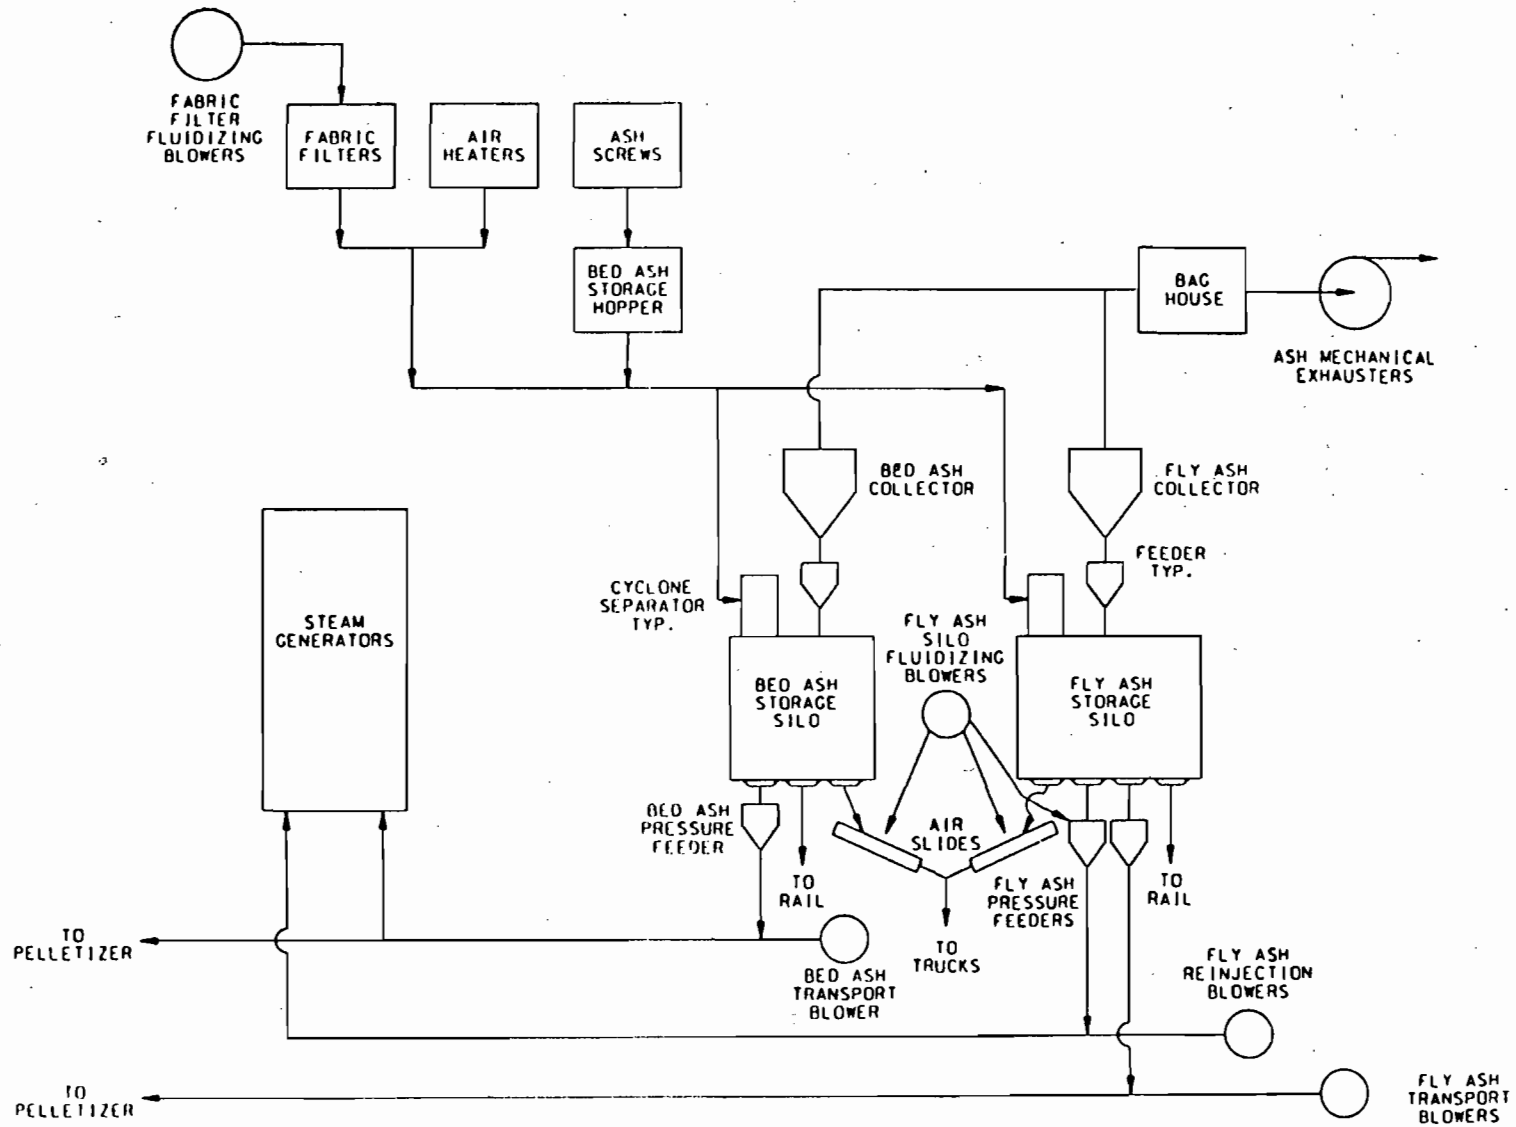 FABRIC
FILTER
FLUIDIZING
BLOWERS
FABRIC
FILTERS
AIR
HEATERS
ASH
SCREWS
BED ASH
STORAGE
HOPPER
BAG
HOUSE
ASH MECHANICAL
EXHAUSTERS
BED ASH
COLLECTOR
FLY ASH
COLLECTOR
FEEDER
TYP.
CYCLONE
SEPARATOR
TYP.
STEAM
GENERATORS
FLY ASH
SILO
FLUIDIZING
BLOWERS
BED ASH
STORAGE
SILO
FLY ASH
STORAGE
SILO
BED ASH
PRESSURE
FEEDER
AIR
SLIDES
TO
RAIL
FLY ASH
PRESSURE
FEEDERS
TO
RAIL
TO
PELLETIZER
TO
TRUCKS
BED ASH
TRANSPORT
BLOWER
FLY ASH
REINJECTION
BLOWERS
TO
PELLETIZER
FLY ASH
TRANSPORT
BLOWERS